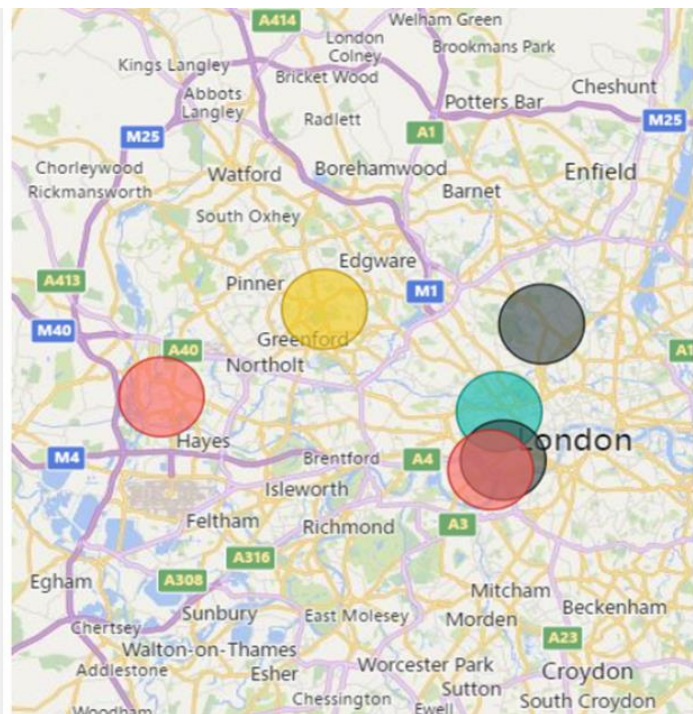 A414
Welham Green
London
Colney
Brookmans Park
Kings Langley
Bricket Wood
Cheshunt
Abbots
Langley
Potters Bar
Radlett
M25
A1
M25
Chorleywood
Watford
Borehamwood
Enfield
Rickmansworth
Barnet
South Oxhey
Edgware
Pinner
A413
M1
M40
Greenford
A40
Northolt
Hayes
London
M4
Brentford
A4
Isleworth
Feltham
Richmond
A3
A316
Egham
A308
Mitcham
Sunbury
East Molesey
Morden
Beckenham
Chertsey
A23
Walton-on-Thames
Addlestone
Esher
Worcester Park
Croydon
Sutton
Chessington
South Croydon
Woodham
Ewell